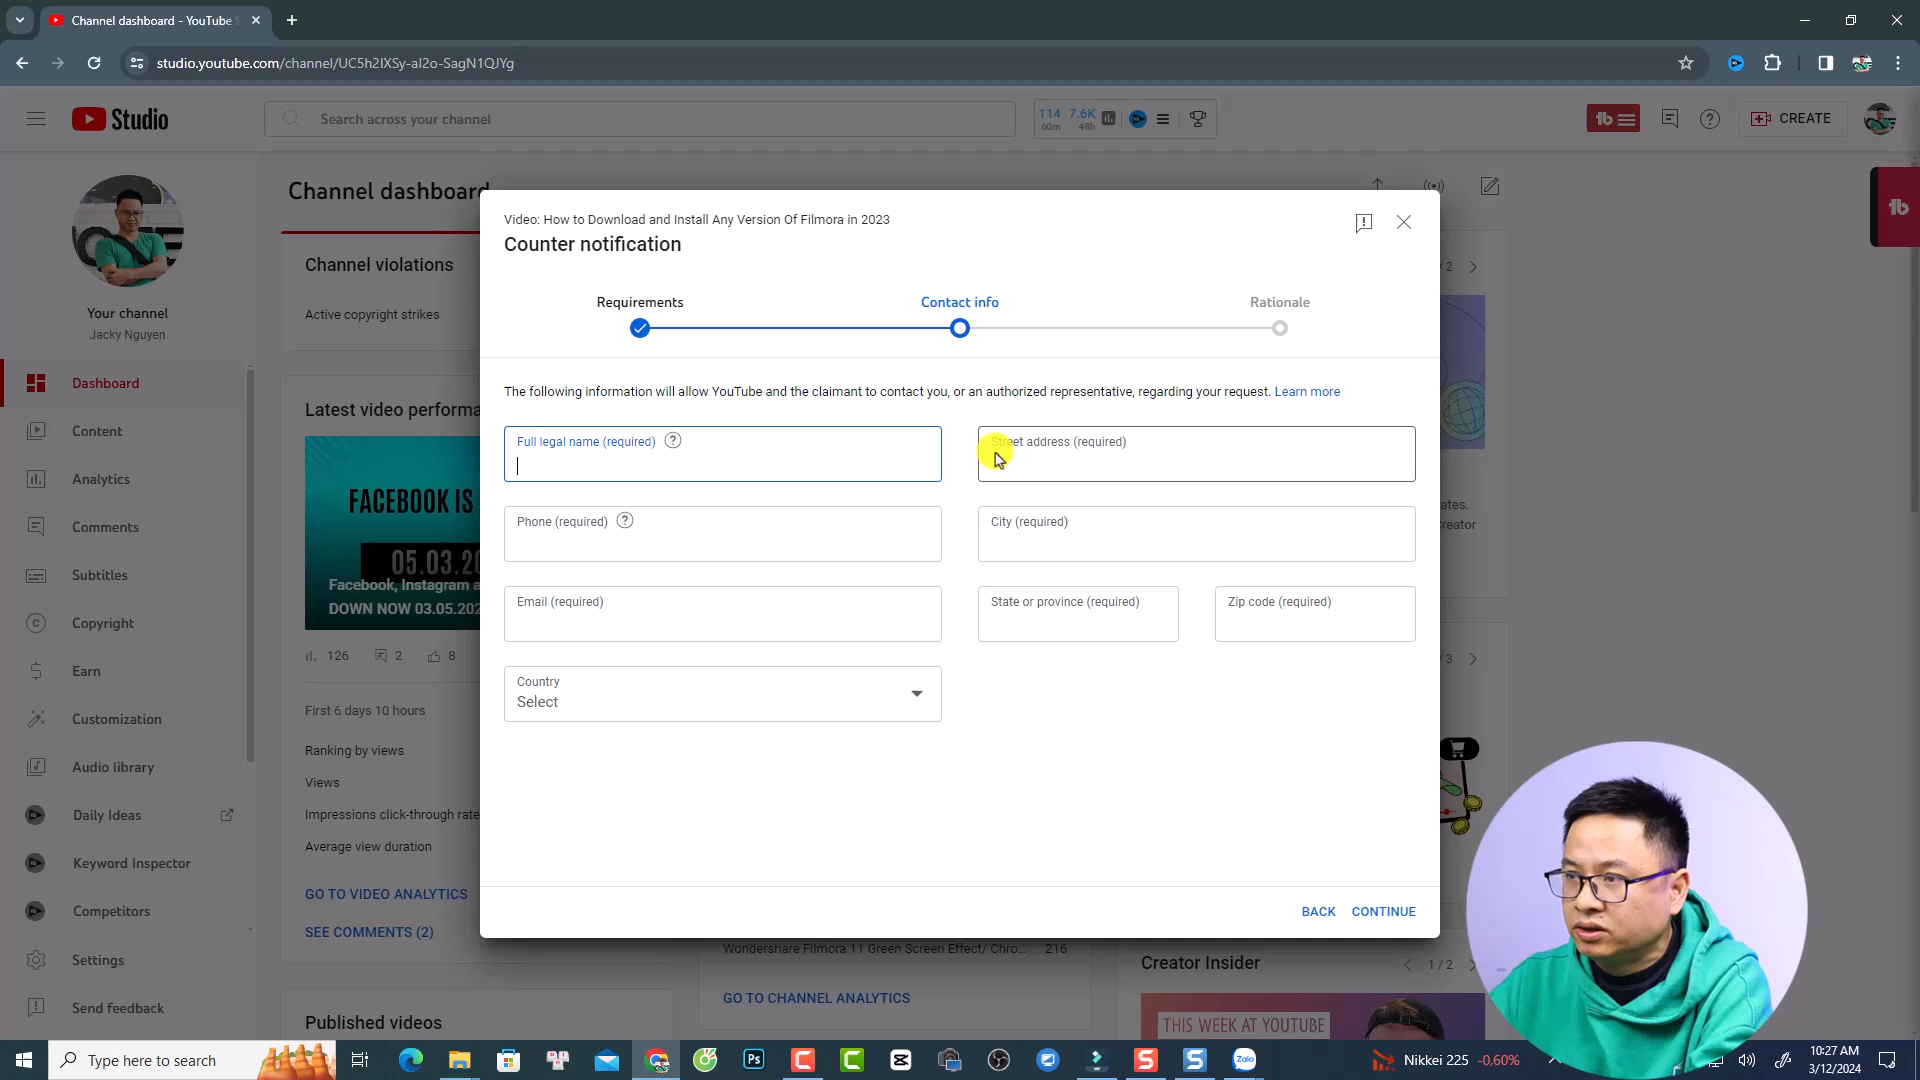 Channel dashboard - YouTube S
studio.youtube.com/channel/UC5h2IXSy-aI2o-SagN1QJYg
Studio
Search across your channel
114 7.6K
60m 48h
CREATE
Channel dashboard
Your channel
Jacky Nguyen
Dashboard
Content
Analytics
Comments
Subtitles
Copyright
Earn
Customization
Audio library
Daily Ideas
Keyword Inspector
Competitors
Settings
Send feedback
Channel violations
Active copyright strikes
Latest video performa
FACEBOOK IS
05.03.20
Facebook, Instagram a
DOWN NOW 03.05.202
126 2 8
First 6 days 10 hours
Ranking by views
Views
Impressions click-through rate
Average view duration
GO TO VIDEO ANALYTICS
SEE COMMENTS (2)
Published videos
Video: How to Download and Install Any Version Of Filmora in 2023
Counter notification
Requirements
Contact info
Rationale
The following information will allow YouTube and the claimant to contact you, or an authorized representative, regarding your request. Learn more
Full legal name (required)
Street address (required)
Phone (required)
City (required)
Email (required)
State or province (required)
Zip code (required)
Country
Select
BACK
CONTINUE
/ 2
ates.
reator
/ 3
Wondershare Filmora 11 Green Screen Effect/ Chro... 216
GO TO CHANNEL ANALYTICS
Creator Insider
1 / 2
THIS WEEK AT YOUTUBE
Type here to search
Ps
Zalo
Nikkei 225 -0,60%
10:27 AM
3/12/2024